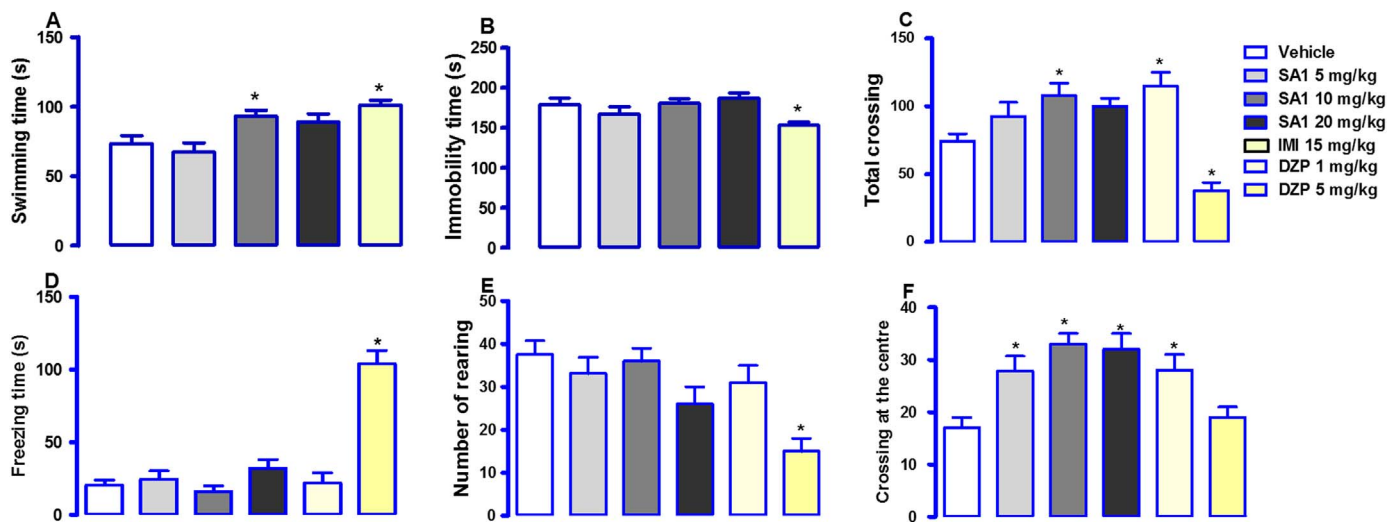 A
Swimming time (s)
150
100
50
0
*
*
B
Immobility time (s)
250
200
150
100
50
0
*
C
Total crossing
150
100
50
0
*
*
*
Vehicle
SA1 5 mg/kg
SA1 10 mg/kg
SA1 20 mg/kg
IMI 15 mg/kg
DZP 1 mg/kg
DZP 5 mg/kg
D
Freezing time (s)
150
100
50
0
*
E
Number of rearing
50
40
30
20
10
0
*
F
Crossing at the centre
40
30
20
10
0
*
*
*
*